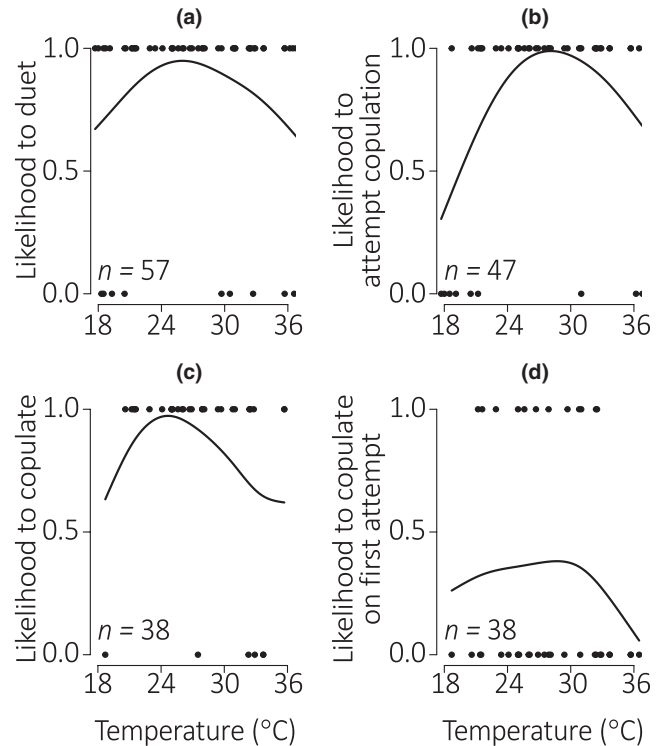 (a)
Likelihood to duet
1.0
0.5
0.0
n = 57
18 24 30 36
(b)
Likelihood to
attempt copulation
1.0
0.5
0.0
n = 47
18 24 30 36
(c)
Likelihood to copulate
1.0
0.5
0.0
n = 38
18 24 30 36
Temperature (°C)
(d)
Likelihood to copulate
on first attempt
1.0
0.5
0.0
n = 38
18 24 30 36
Temperature (°C)